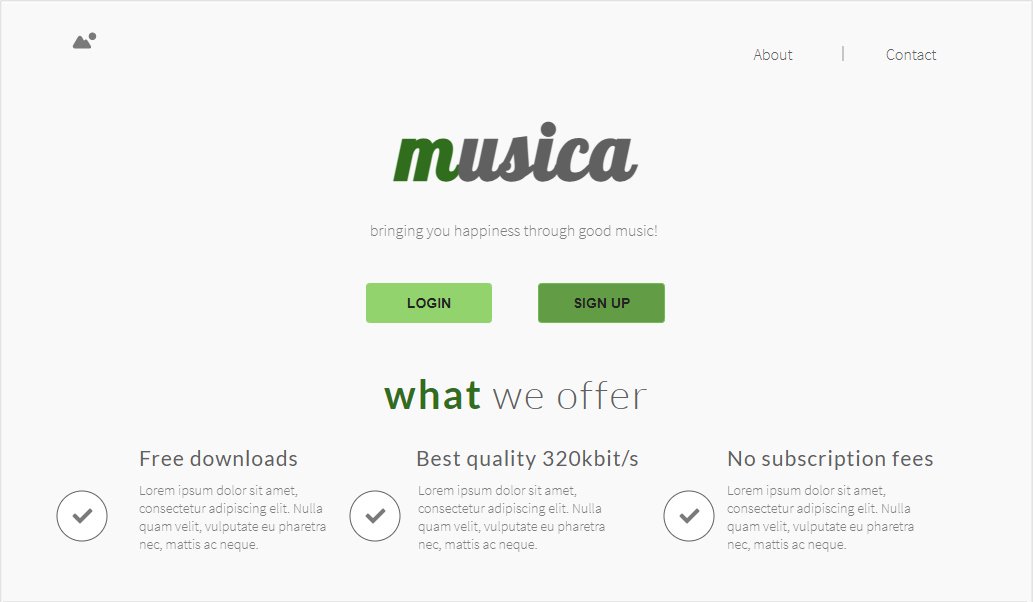 About | Contact
musica
bringing you happiness through good music!
LOGIN
SIGN UP
what we offer
Free downloads
Lorem ipsum dolor sit amet,
consectetur adipiscing elit. Nulla
quam velit, vulputate eu pharetra
nec, mattis ac neque.
Best quality 320kbit/s
Lorem ipsum dolor sit amet,
consectetur adipiscing elit. Nulla
quam velit, vulputate eu pharetra
nec, mattis ac neque.
No subscription fees
Lorem ipsum dolor sit amet,
consectetur adipiscing elit. Nulla
quam velit, vulputate eu pharetra
nec, mattis ac neque.